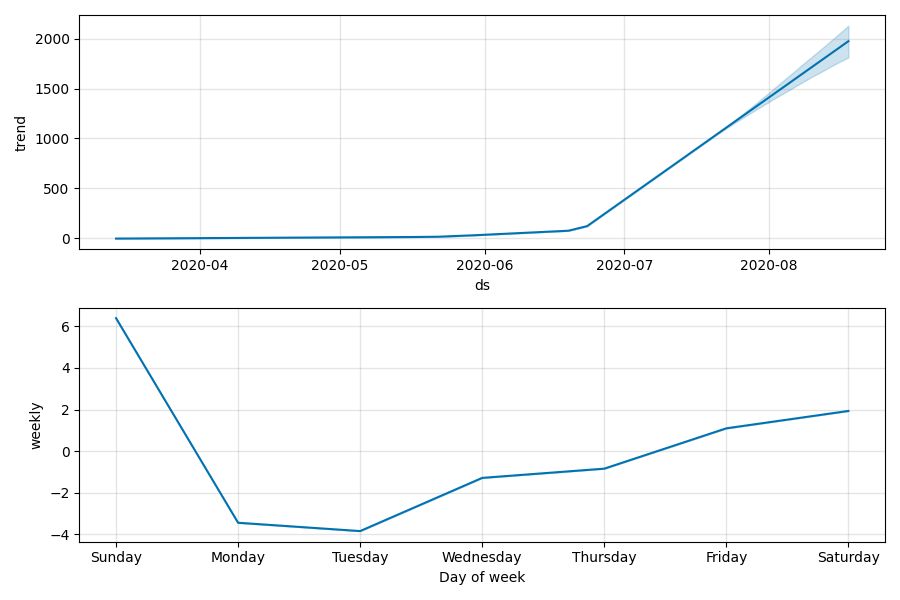 2000
1500
1000
500
0
trend
2020-04 2020-05 2020-06 2020-07 2020-08
ds
6
4
2
0
−2
−4
weekly
Sunday Monday Tuesday Wednesday Thursday Friday Saturday
Day of week